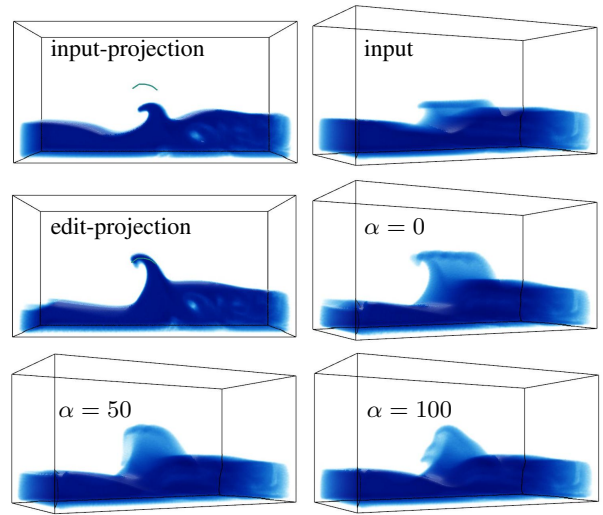 input-projection
input
edit-projection
α = 0
α = 50
α = 100